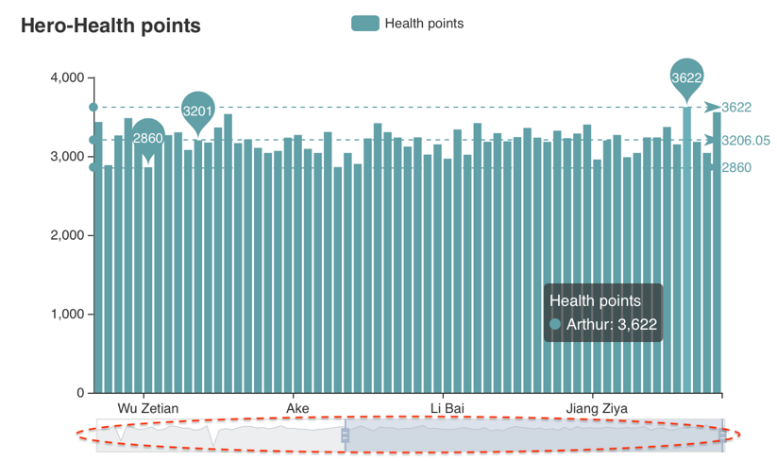 Hero-Health points
Health points
4,000
3,000
2,000
1,000
0
2860
3201
3622
3622
3206.05
2860
Health points
Arthur: 3,622
Wu Zetian
Ake
Li Bai
Jiang Ziya